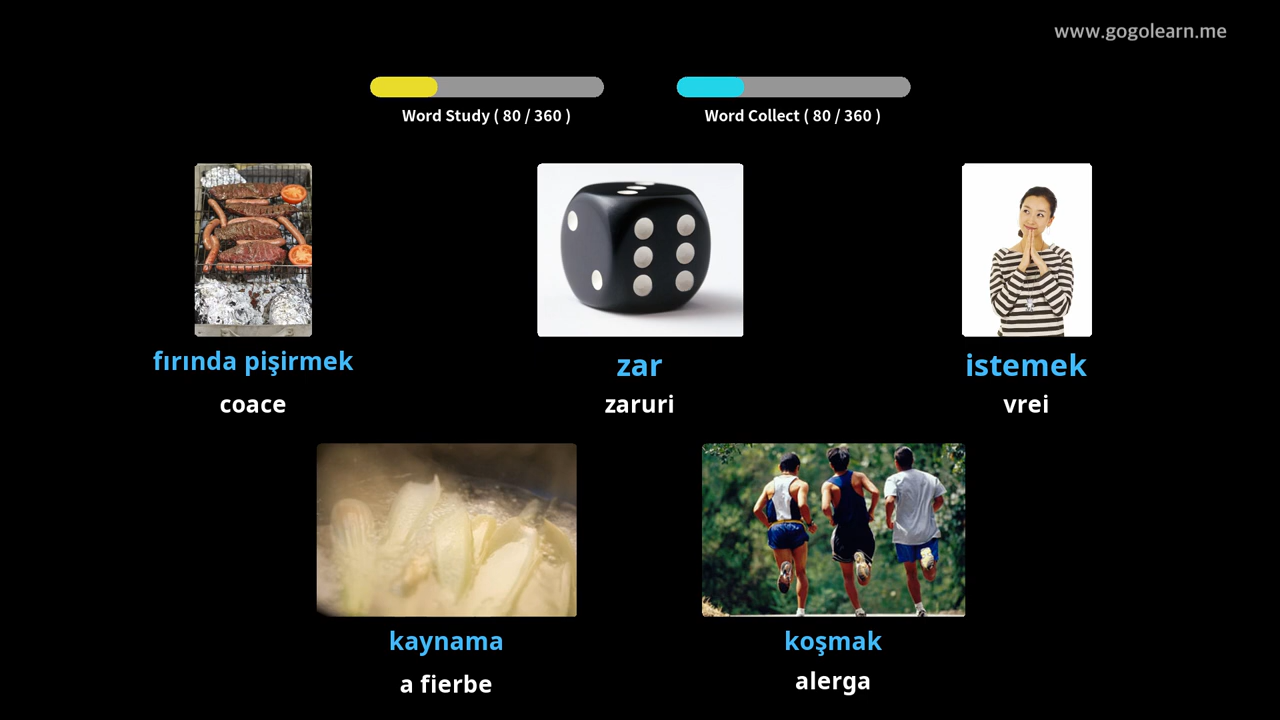 www.gogolearn.me
Word Study ( 80 / 360 )
Word Collect ( 80 / 360 )
fırında pişirmek
coace
zar
zaruri
istemek
vrei
kaynama
a fierbe
koşmak
alerga